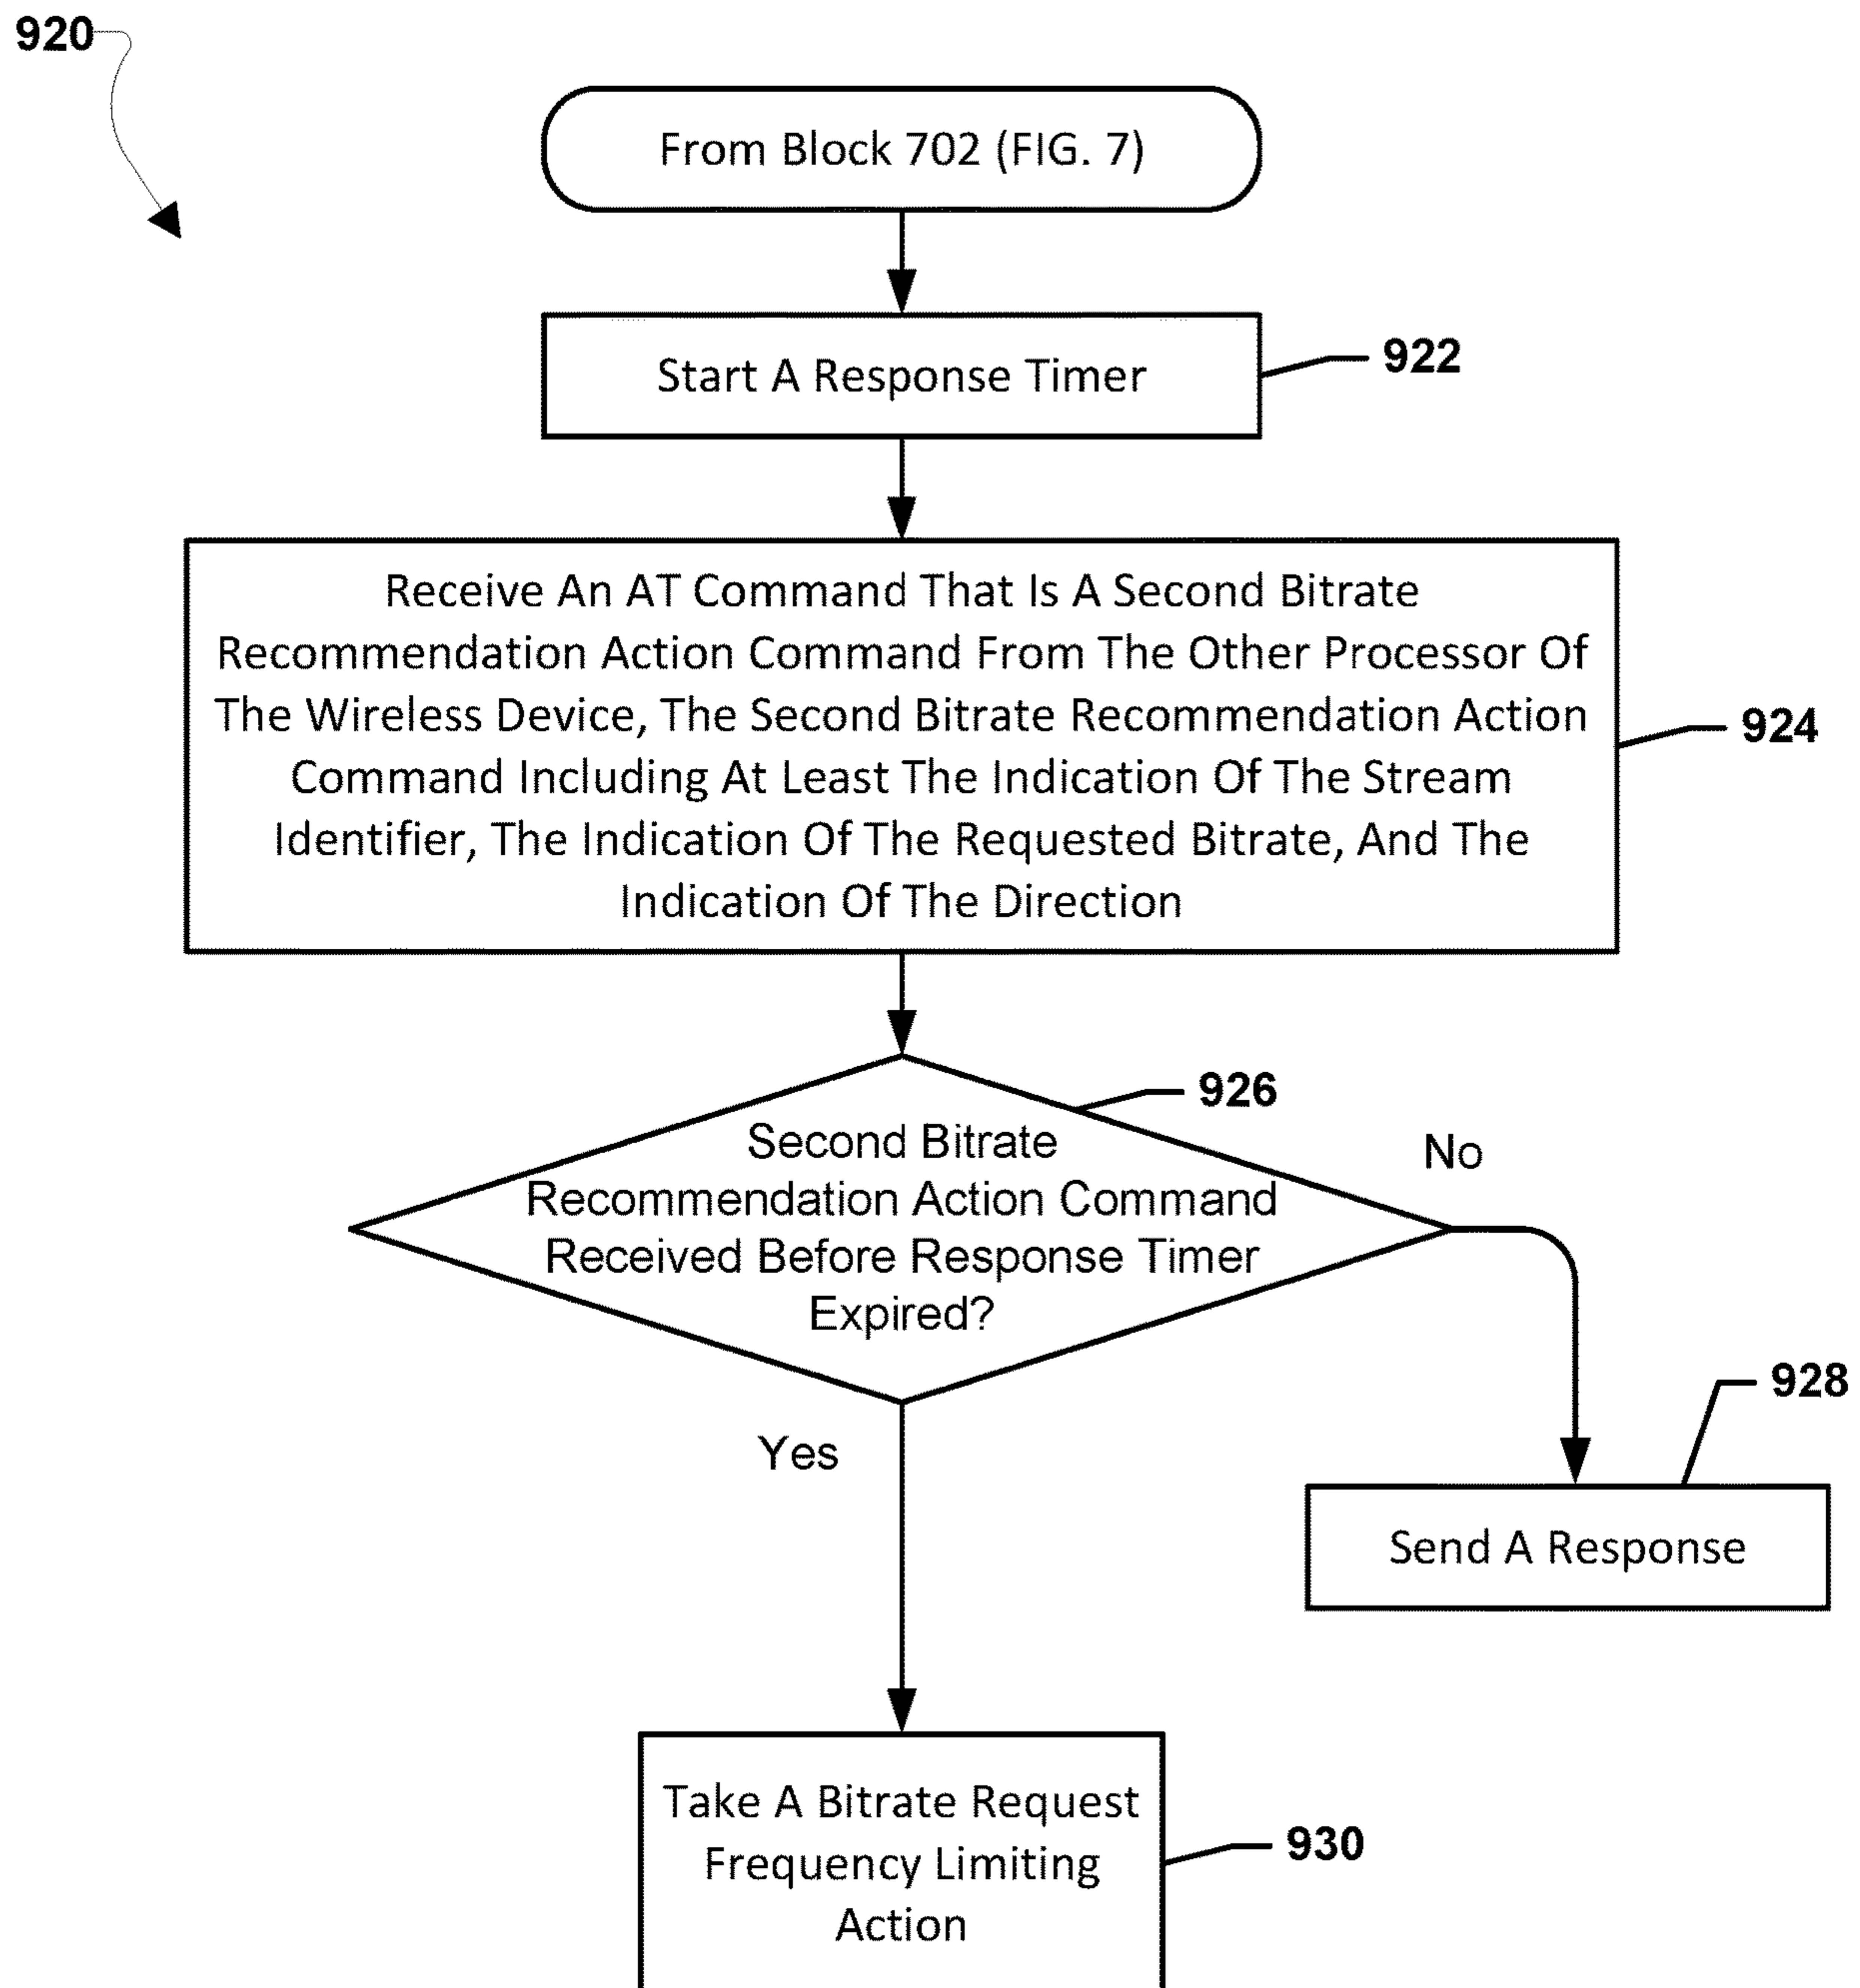 920
From Block 702 (FIG. 7)
Start A Response Timer
922
Receive An AT Command That Is A Second Bitrate
Recommendation Action Command From The Other Processor Of
The Wireless Device, The Second Bitrate Recommendation Action
Command Including At Least The Indication Of The Stream
Identifier, The Indication Of The Requested Bitrate, And The
Indication Of The Direction
924
926
Second Bitrate
Recommendation Action Command
Received Before Response Timer
Expired?
No
Yes
928
Send A Response
Take A Bitrate Request
Frequency Limiting
Action
930